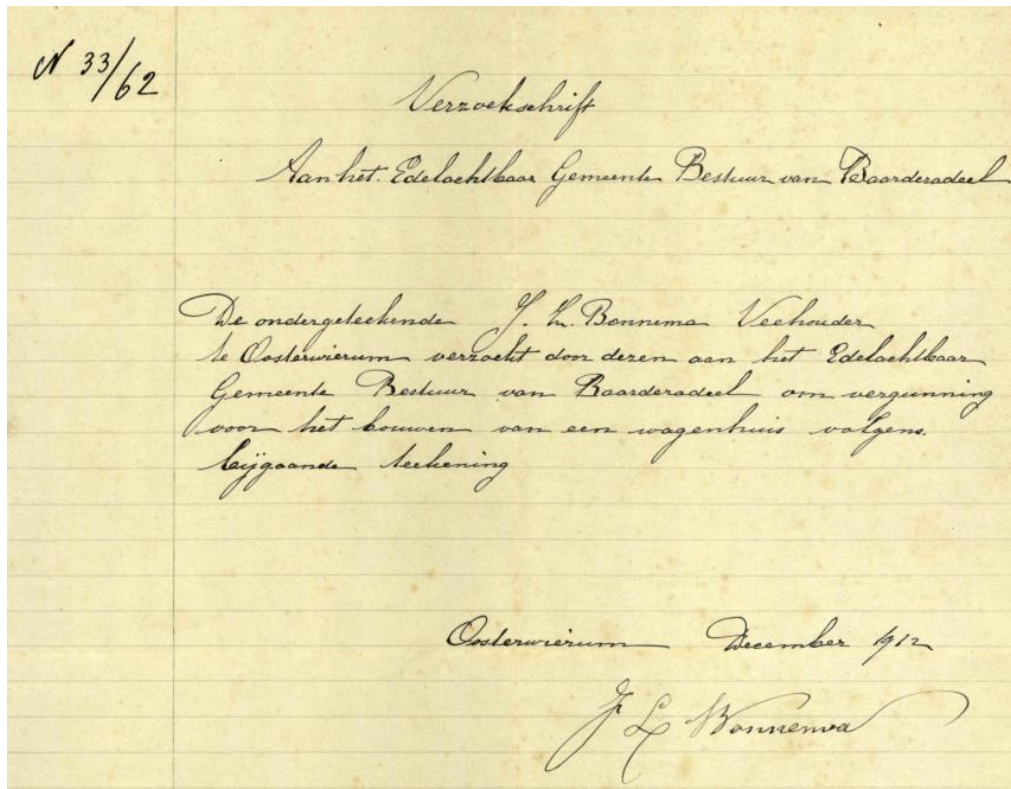 N 33/62
Verzoekschrift
Aan het. Edelachtbaar Gemeente Bestuur van Baarderadeel
De ondergeteekende J. L. Bonnema Veehouder
te Oosterwierum verzocht door dezen aan het Edelachtbaar
Gemeente Bestuur van Baarderadeel om vergunning
voor het bouwen van een wagenhuis volgens.
bijgaande teekening
Oosterwierum December 1912
J L Bonnema